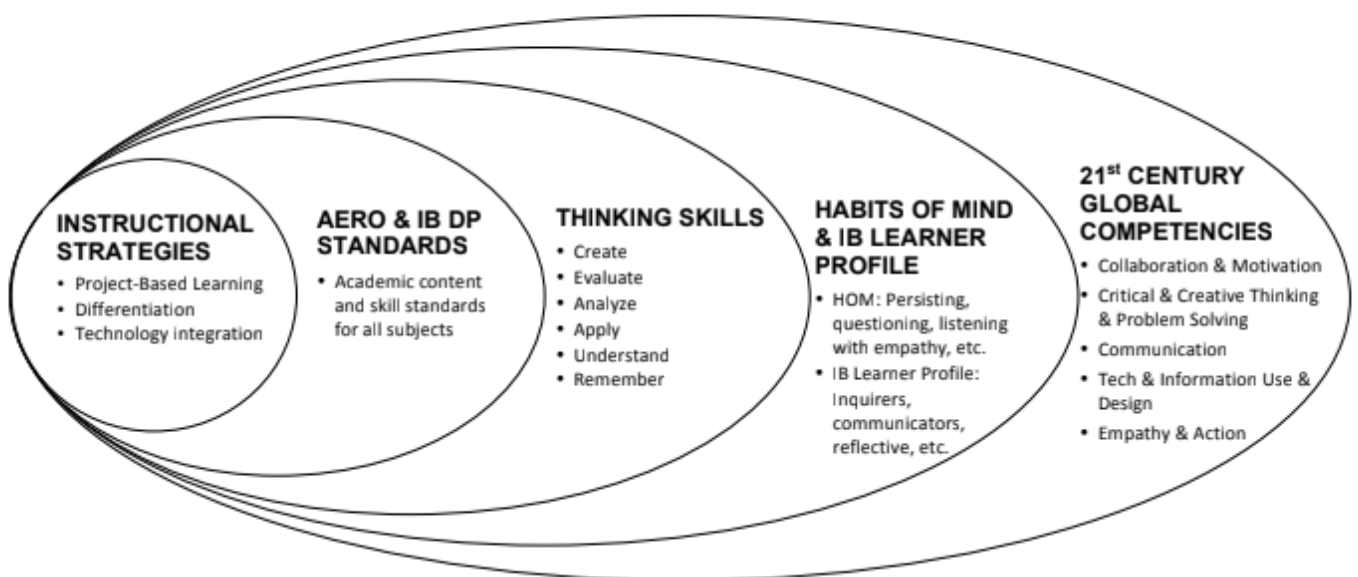 INSTRUCTIONAL
STRATEGIES
• Project-Based Learning
• Differentiation
• Technology integration
AERO & IB DP
STANDARDS
• Academic content
and skill standards
for all subjects
THINKING SKILLS
• Create
• Evaluate
• Analyze
• Apply
• Understand
• Remember
HABITS OF MIND
& IB LEARNER
PROFILE
• HOM: Persisting,
questioning, listening
with empathy, etc.
• IB Learner Profile:
Inquirers,
communicators,
reflective, etc.
21st CENTURY
GLOBAL
COMPETENCIES
• Collaboration & Motivation
• Critical & Creative Thinking
& Problem Solving
• Communication
• Tech & Information Use &
Design
• Empathy & Action